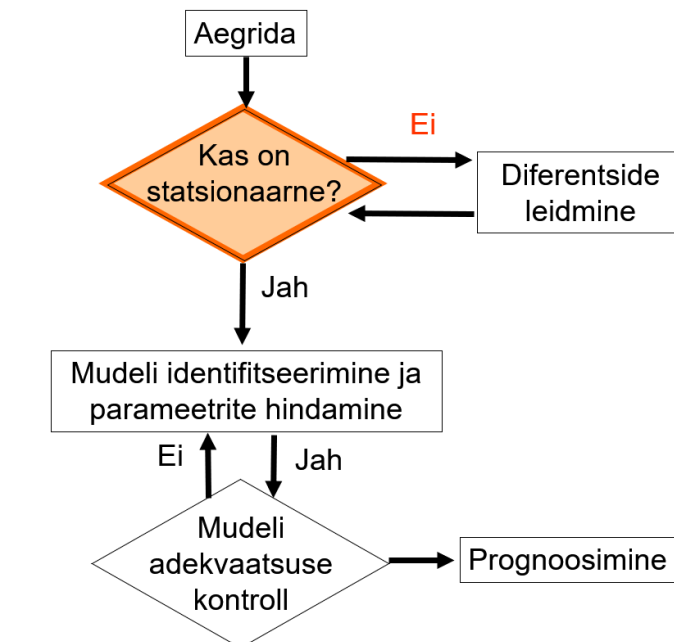 Aegrida
Kas on
statsionaarne?
Ei
Diferentside
leidmine
Jah
Mudeli identifitseerimine ja
parameetrite hindamine
Ei
Jah
Mudeli
adekvaatsuse
kontroll
Prognoosimine